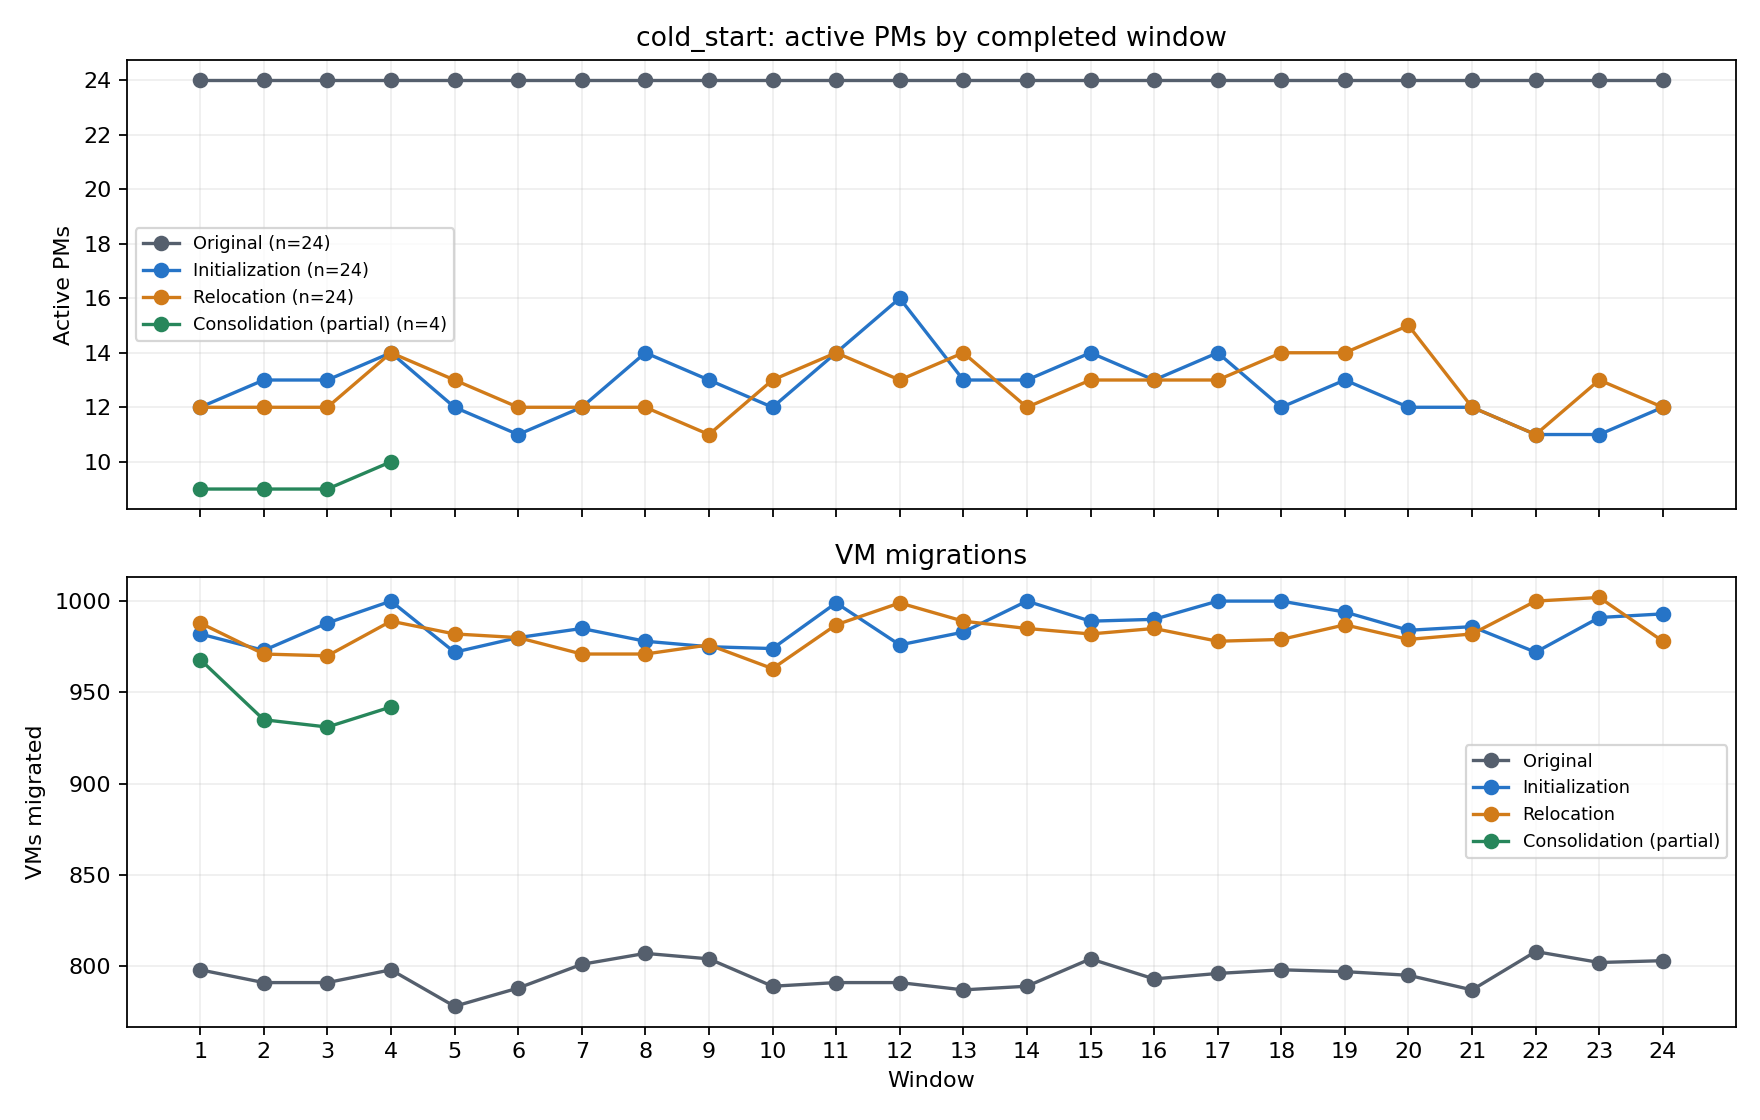 cold_start: active PMs by completed window
Active PMs
24
22
20
18
16
14
12
10
Original (n=24)
Initialization (n=24)
Relocation (n=24)
Consolidation (partial) (n=4)
VM migrations
VMs migrated
1000
950
900
850
800
Original
Initialization
Relocation
Consolidation (partial)
1 2 3 4 5 6 7 8 9 10 11 12 13 14 15 16 17 18 19 20 21 22 23 24
Window